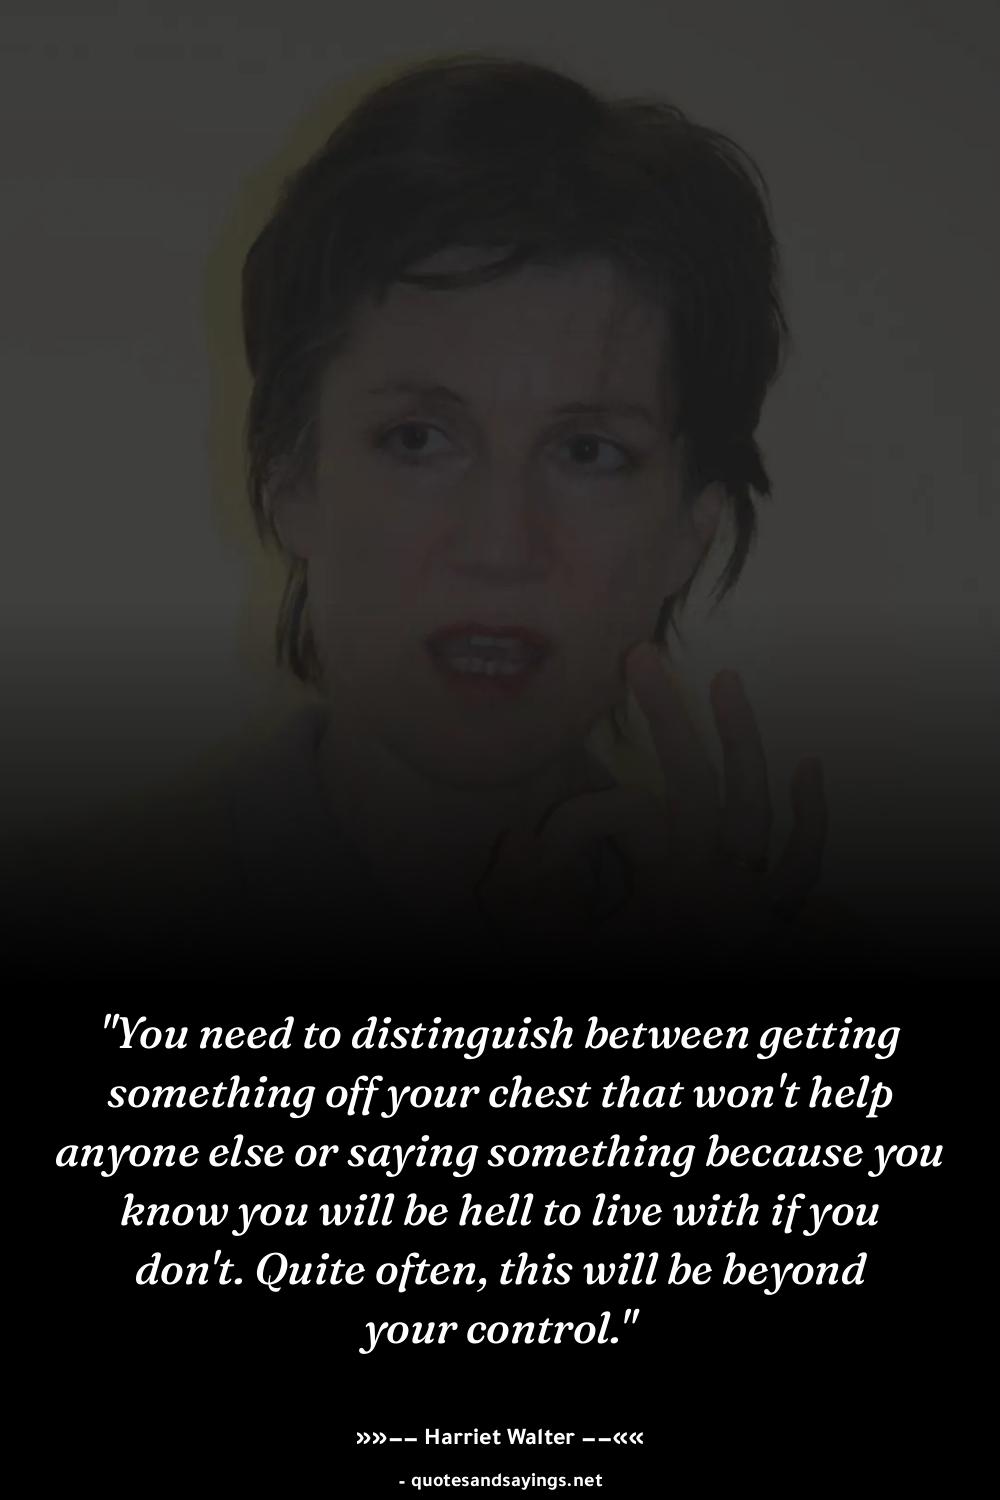 "You need to distinguish between getting
something off your chest that won't help
anyone else or saying something because you
know you will be hell to live with if you
don't. Quite often, this will be beyond
your control."
»»—— Harriet Walter ——««
- quotesandsayings.net